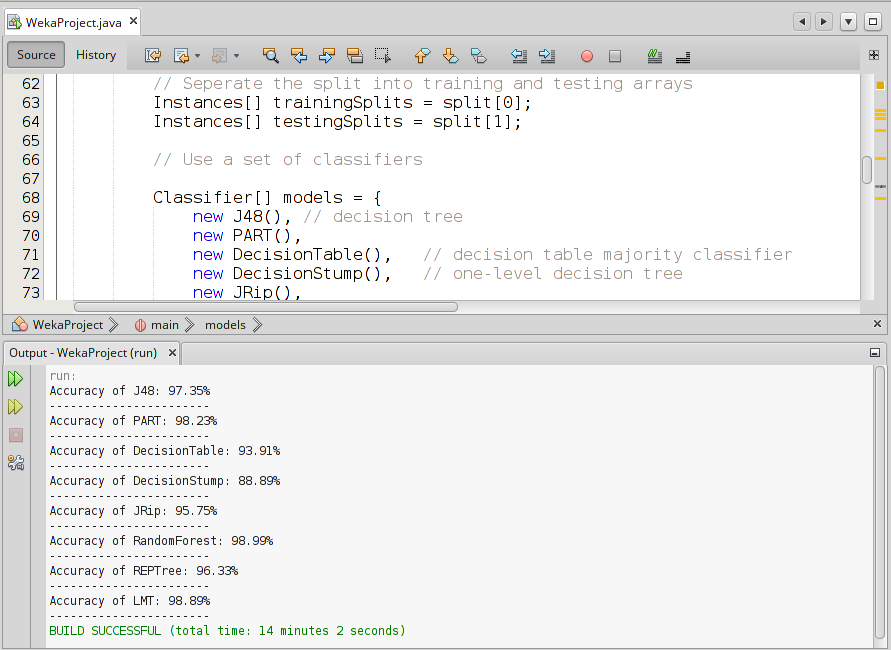 WekaProject.java
Source History
62 // Seperate the split into training and testing arrays
63 Instances[] trainingSplits = split[0];
64 Instances[] testingSplits = split[1];
65
66 // Use a set of classifiers
67
68 Classifier[] models = {
69 new J48(), // decision tree
70 new PART(),
71 new DecisionTable(), // decision table majority classifier
72 new DecisionStump(), // one-level decision tree
73 new JRip(),
WekaProject main models
Output - WekaProject (run)
run:
Accuracy of J48: 97.35%
-----------------------
Accuracy of PART: 98.23%
-----------------------
Accuracy of DecisionTable: 93.91%
-----------------------
Accuracy of DecisionStump: 88.89%
-----------------------
Accuracy of JRip: 95.75%
-----------------------
Accuracy of RandomForest: 98.99%
-----------------------
Accuracy of REPTree: 96.33%
-----------------------
Accuracy of LMT: 98.89%
-----------------------
BUILD SUCCESSFUL (total time: 14 minutes 2 seconds)